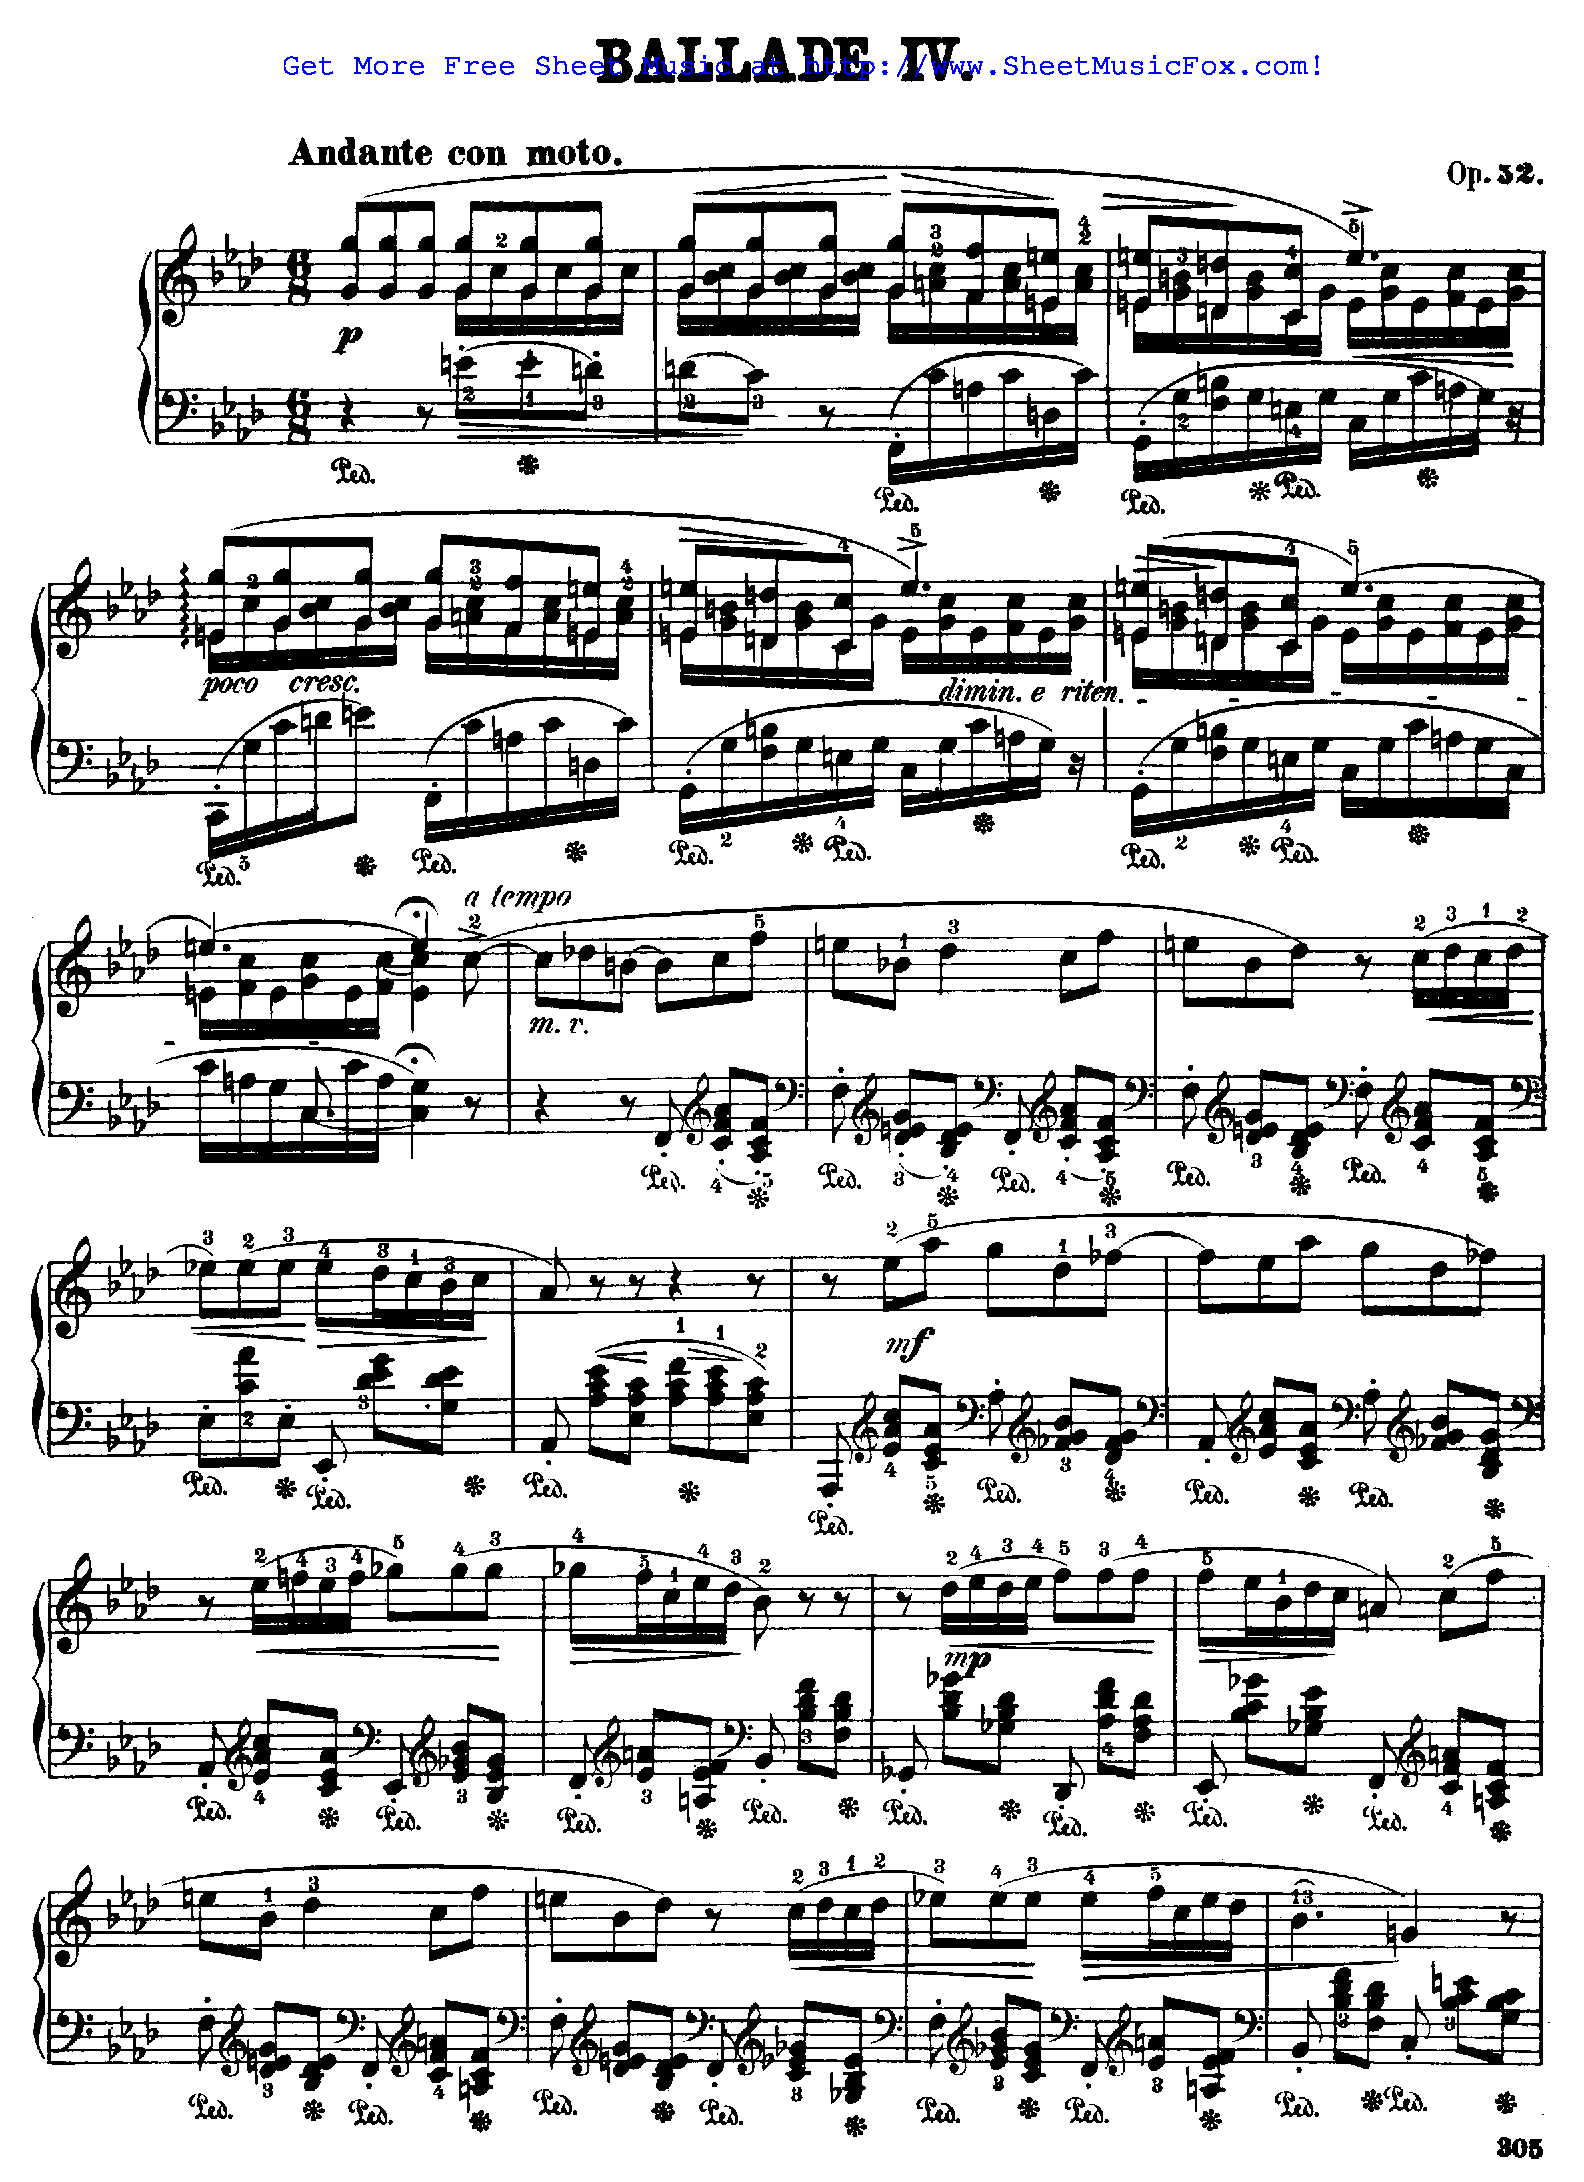 BALLADE IV.
Get More Free Sheet Music at http://www.SheetMusicFox.com!
Andante con moto.
Op. 52.
p
poco cresc.
dimin. e riten.
a tempo
m. r.
mf
mp
305